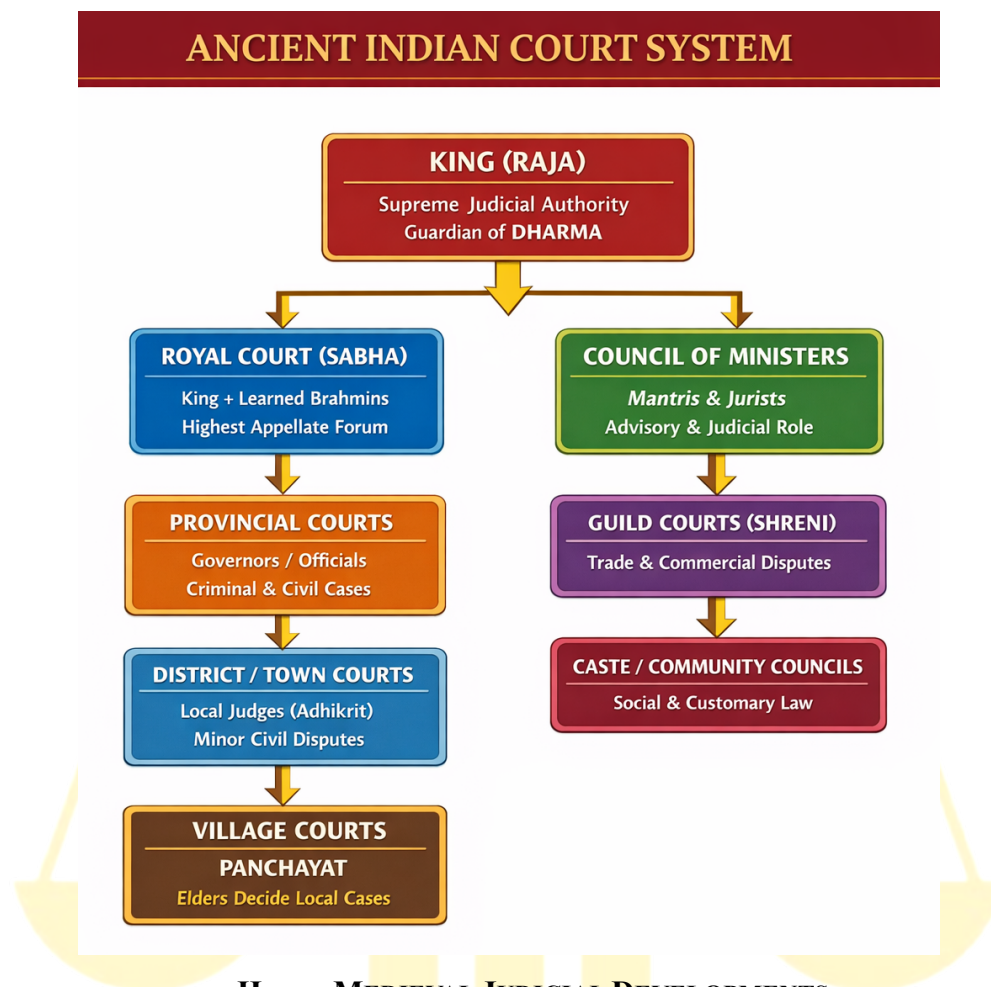 ANCIENT INDIAN COURT SYSTEM
KING (RAJA)
Supreme Judicial Authority
Guardian of DHARMA
ROYAL COURT (SABHA)
King + Learned Brahmins
Highest Appellate Forum
PROVINCIAL COURTS
Governors / Officials
Criminal & Civil Cases
DISTRICT / TOWN COURTS
Local Judges (Adhikrit)
Minor Civil Disputes
VILLAGE COURTS
PANCHAYAT
Elders Decide Local Cases
COUNCIL OF MINISTERS
Mantris & Jurists
Advisory & Judicial Role
GUILD COURTS (SHRENI)
Trade & Commercial Disputes
CASTE / COMMUNITY COUNCILS
Social & Customary Law
MEDIEVAL JUDICIAL DEVELOPMENTS